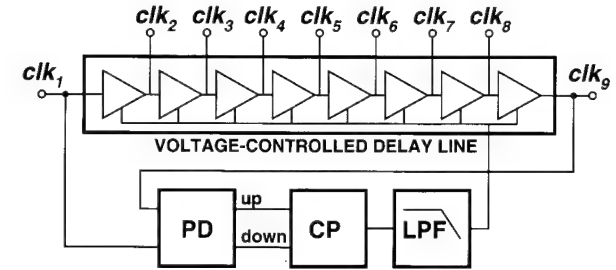 clk2 clk3 clk4 clk5 clk6 clk7 clk8
clk1 clk9
VOLTAGE-CONTROLLED DELAY LINE
PD up down CP LPF